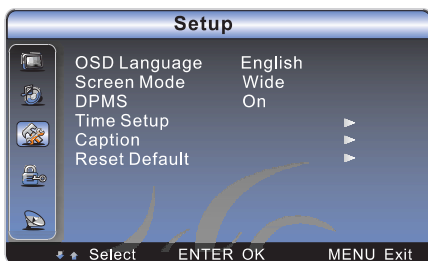 Setup
OSD Language English
Screen Mode Wide
DPMS On
Time Setup
Caption
Reset Default
Select ENTER OK MENU Exit